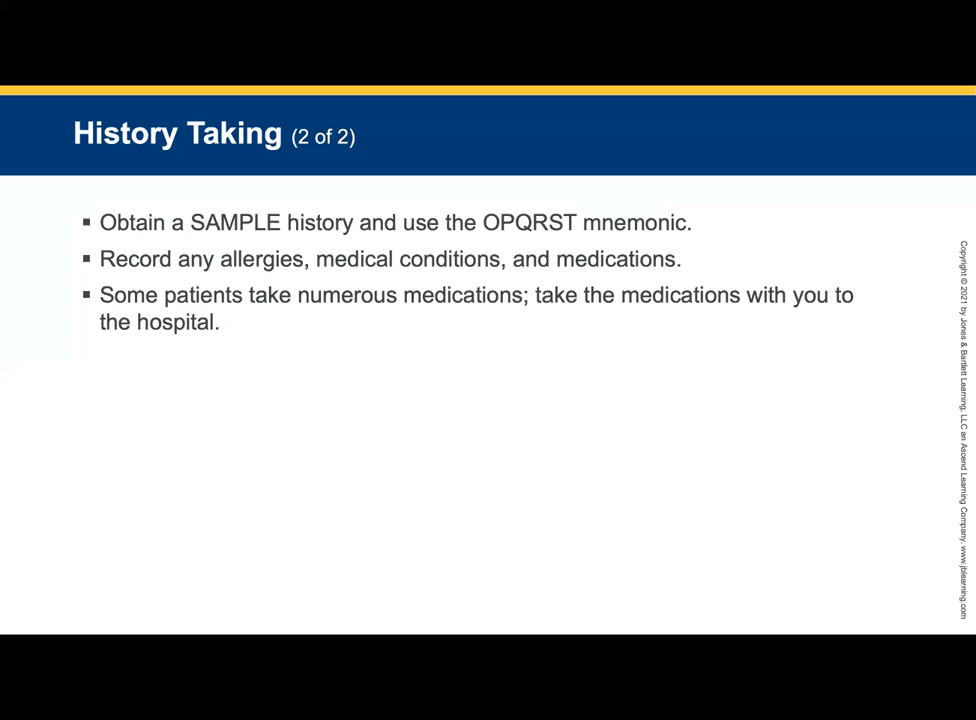 History Taking (2 of 2)
▪ Obtain a SAMPLE history and use the OPQRST mnemonic.
▪ Record any allergies, medical conditions, and medications.
▪ Some patients take numerous medications; take the medications with you to
the hospital.
Copyright © 2021 by Jones & Bartlett Learning, LLC an Ascend Learning Company. www.jblearning.com